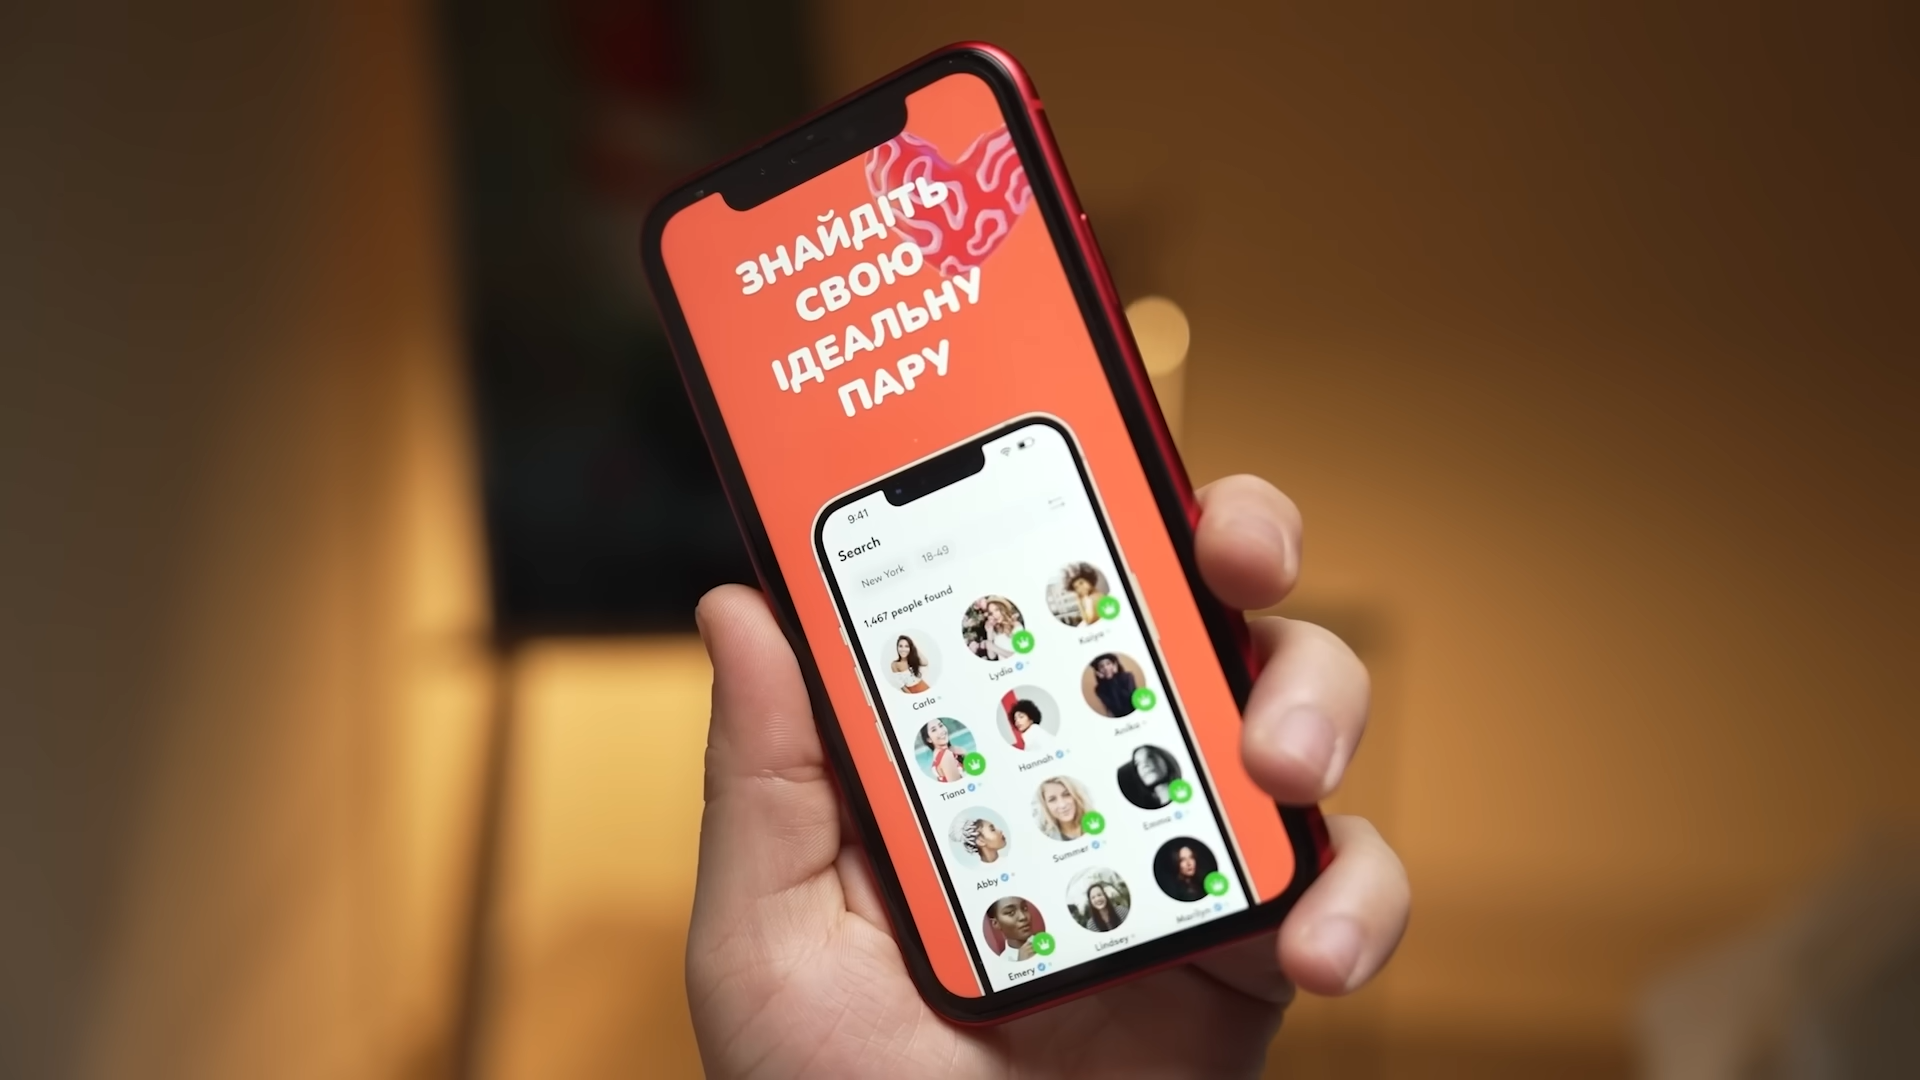 ЗНАЙДІТЬ
СВОЮ
ІДЕАЛЬНУ
ПАРУ
9:41
Search
New York 18-49
1,467 people found
Carla
Lydia
Kaiya
Tiana
Hannah
Anika
Abby
Summer
Emma
Emery
Lindsey
Marilyn